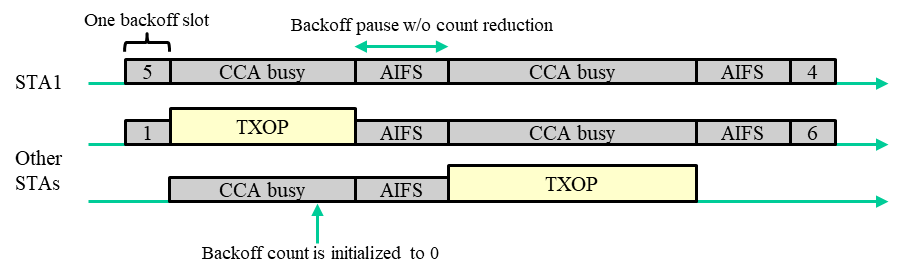 One backoff slot
Backoff pause w/o count reduction
STA1
5 CCA busy AIFS CCA busy AIFS 4
1 TXOP AIFS CCA busy AIFS 6
Other
STAs
CCA busy AIFS TXOP
Backoff count is initialized to 0